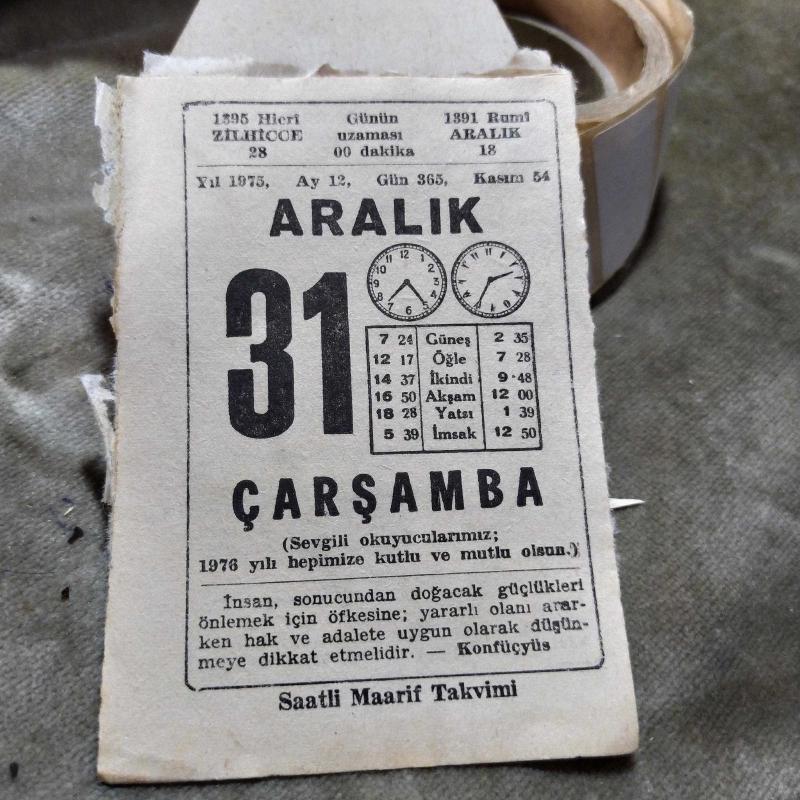 1395 Hicrî Günün 1391 Rumî
ZİLHİCCE uzaması ARALIK
28 00 dakika 18
Yıl 1975, Ay 12, Gün 365, Kasım 54
ARALIK
31
7 24 Güneş 2 35
12 17 Öğle 7 28
14 37 İkindi 9 48
16 50 Akşam 12 00
18 28 Yatsı 1 39
5 39 İmsak 12 50
ÇARŞAMBA
(Sevgili okuyucularımız;
1976 yılı hepimize kutlu ve mutlu olsun.)
İnsan, sonucundan doğacak güçlükleri
önlemek için öfkesine; yararlı olanı arar-
ken hak ve adalete uygun olarak düşün-
meye dikkat etmelidir. — Konfüçyüs
Saatli Maarif Takvimi